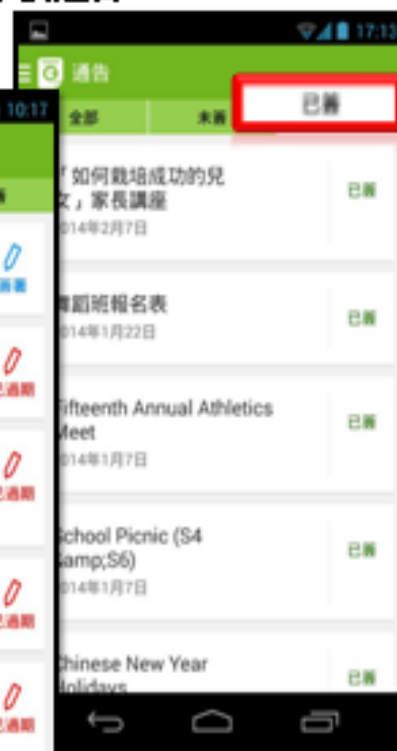 17:13
通告
全部
未簽
已簽
「如何栽培成功的兒
女」家長講座
2014年2月7日
已簽
舞蹈班報名表
2014年1月22日
已簽
Fifteenth Annual Athletics
Meet
2014年1月7日
已簽
School Picnic (S4
&amp;S6)
2014年1月7日
已簽
Chinese New Year
Holidays
已簽
10:17
簽署
已過期
已過期
已過期
已過期